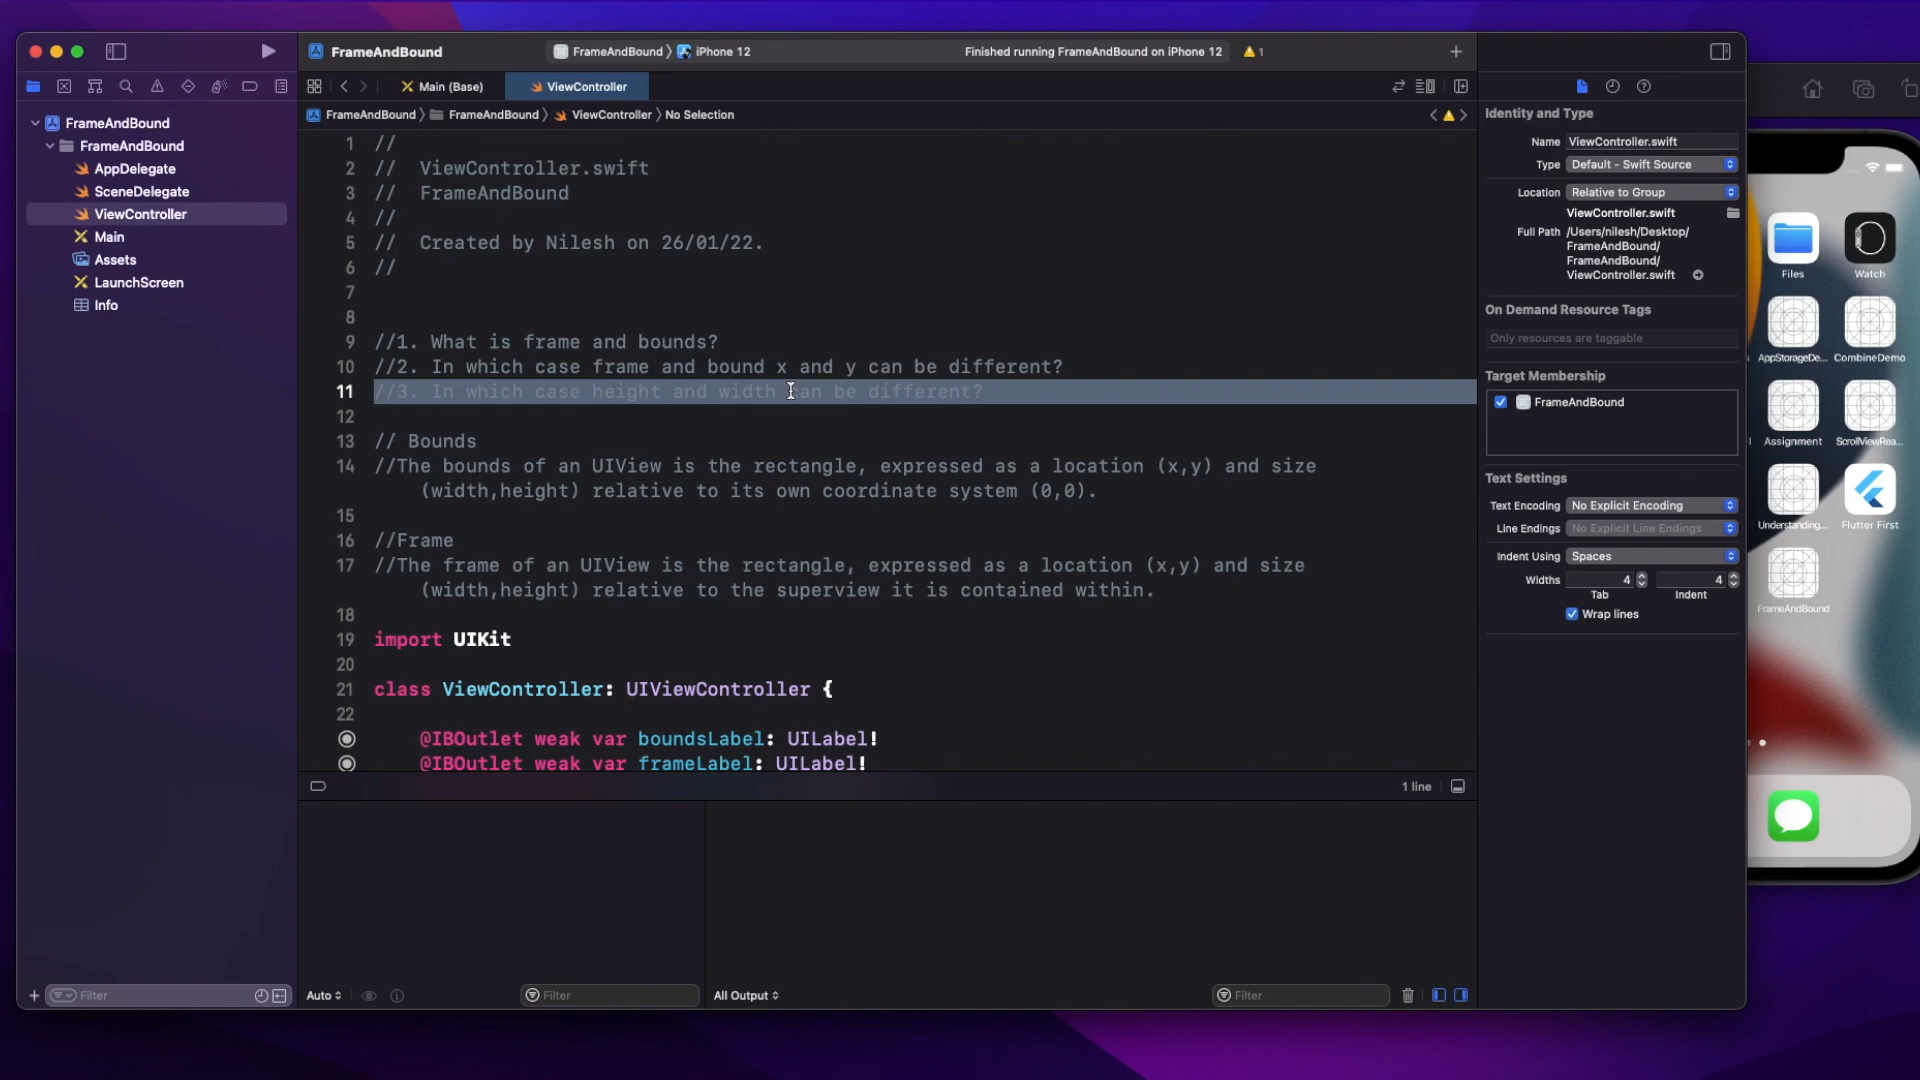 FrameAndBound
FrameAndBound
iPhone 12
Finished running FrameAndBound on iPhone 12
1
Main (Base)
ViewController
FrameAndBound
FrameAndBound
ViewController
No Selection
FrameAndBound
FrameAndBound
AppDelegate
SceneDelegate
ViewController
Main
Assets
LaunchScreen
Info
1 //
2 // ViewController.swift
3 // FrameAndBound
4 //
5 // Created by Nilesh on 26/01/22.
6 //
7
8
9 //1. What is frame and bounds?
10 //2. In which case frame and bound x and y can be different?
11 //3. In which case height and width can be different?
12
13 // Bounds
14 //The bounds of an UIView is the rectangle, expressed as a location (x,y) and size
(width,height) relative to its own coordinate system (0,0).
15
16 //Frame
17 //The frame of an UIView is the rectangle, expressed as a location (x,y) and size
(width,height) relative to the superview it is contained within.
18
19 import UIKit
20
21 class ViewController: UIViewController {
22
@IBOutlet weak var boundsLabel: UILabel!
@IBOutlet weak var frameLabel: UILabel!
1 line
Auto
Filter
All Output
Filter
Filter
Identity and Type
Name ViewController.swift
Type Default - Swift Source
Location Relative to Group
ViewController.swift
Full Path /Users/nilesh/Desktop/
FrameAndBound/
FrameAndBound/
ViewController.swift
On Demand Resource Tags
Only resources are taggable
Target Membership
FrameAndBound
Text Settings
Text Encoding No Explicit Encoding
Line Endings No Explicit Line Endings
Indent Using Spaces
Widths 4 4
Tab Indent
Wrap lines
Files
Watch
AppStorageDe...
CombineDemo
Assignment
ScrollViewRea...
Understanding...
Flutter First
FrameAndBound